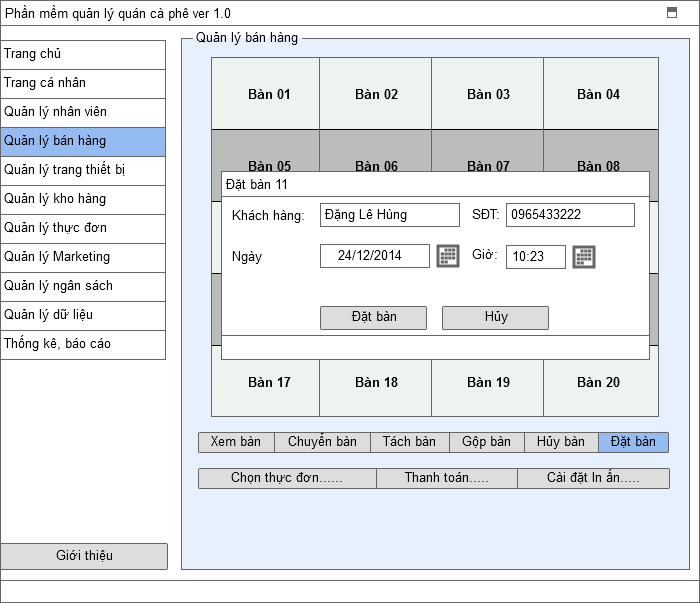 Phần mềm quản lý quán cà phê ver 1.0
Trang chủ
Trang cá nhân
Quản lý nhân viên
Quản lý bán hàng
Quản lý trang thiết bị
Quản lý kho hàng
Quản lý thực đơn
Quản lý Marketing
Quản lý ngân sách
Quản lý dữ liệu
Thống kê, báo cáo
Giới thiệu
Quản lý bán hàng
Bàn 01 Bàn 02 Bàn 03 Bàn 04
Bàn 05 Bàn 06 Bàn 07 Bàn 08
Đặt bàn 11
Khách hàng: Đặng Lê Hùng SĐT: 0965433222
Ngày 24/12/2014 Giờ: 10:23
Đặt bàn Hủy
Bàn 17 Bàn 18 Bàn 19 Bàn 20
Xem bàn Chuyển bàn Tách bàn Gộp bàn Hủy bàn Đặt bàn
Chọn thực đơn...... Thanh toán..... Cài đặt In ấn.....